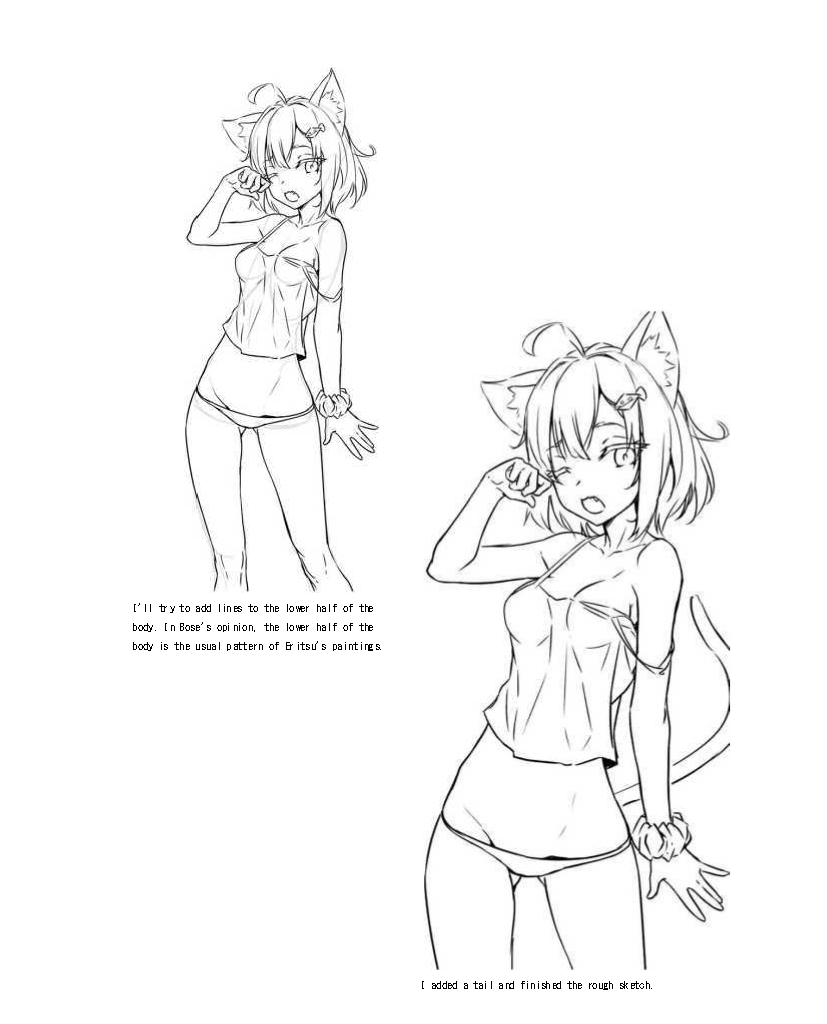 I'll try to add lines to the lower half of the
body. In Bose's opinion, the lower half of the
body is the usual pattern of Eritsu's paintings.
I added a tail and finished the rough sketch.